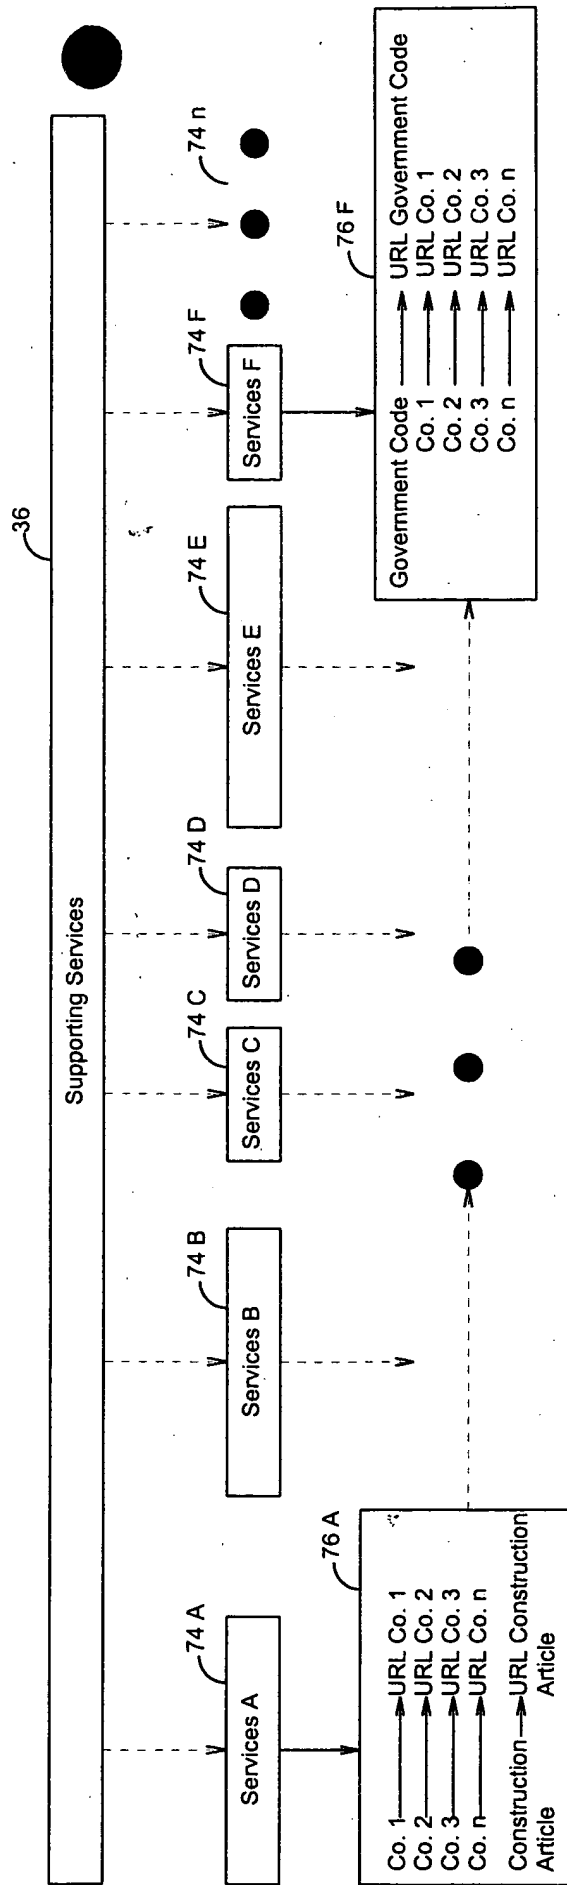 36
Supporting Services
74 A
74 B
74 C
74 D
74 E
74 F
74 n
Services A
Services B
Services C
Services D
Services E
Services F
76 A
Co. 1 URL Co. 1
Co. 2 URL Co. 2
Co. 3 URL Co. 3
Co. n URL Co. n
Construction URL Construction
Article Article
76 F
Government Code URL Government Code
Co. 1 URL Co. 1
Co. 2 URL Co. 2
Co. 3 URL Co. 3
Co. n URL Co. n